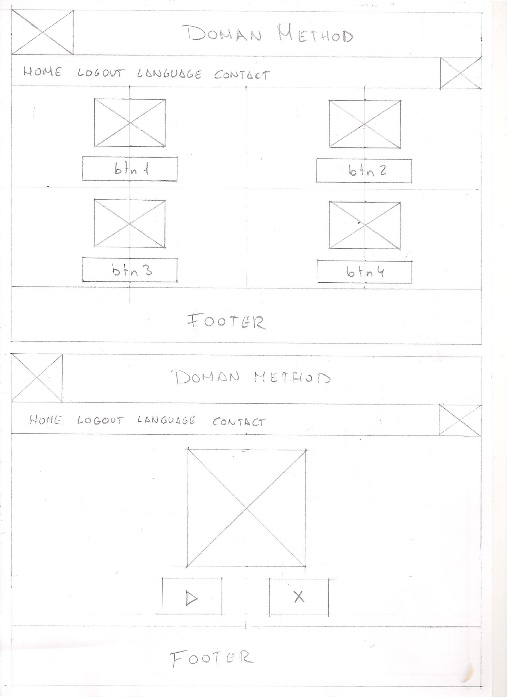 DOMAN METHOD
HOME LOGOUT LANGUAGE CONTACT
btn 1
btn 2
btn 3
btn 4
FOOTER
DOMAN METHOD
HOME LOGOUT LANGUAGE CONTACT
X
FOOTER